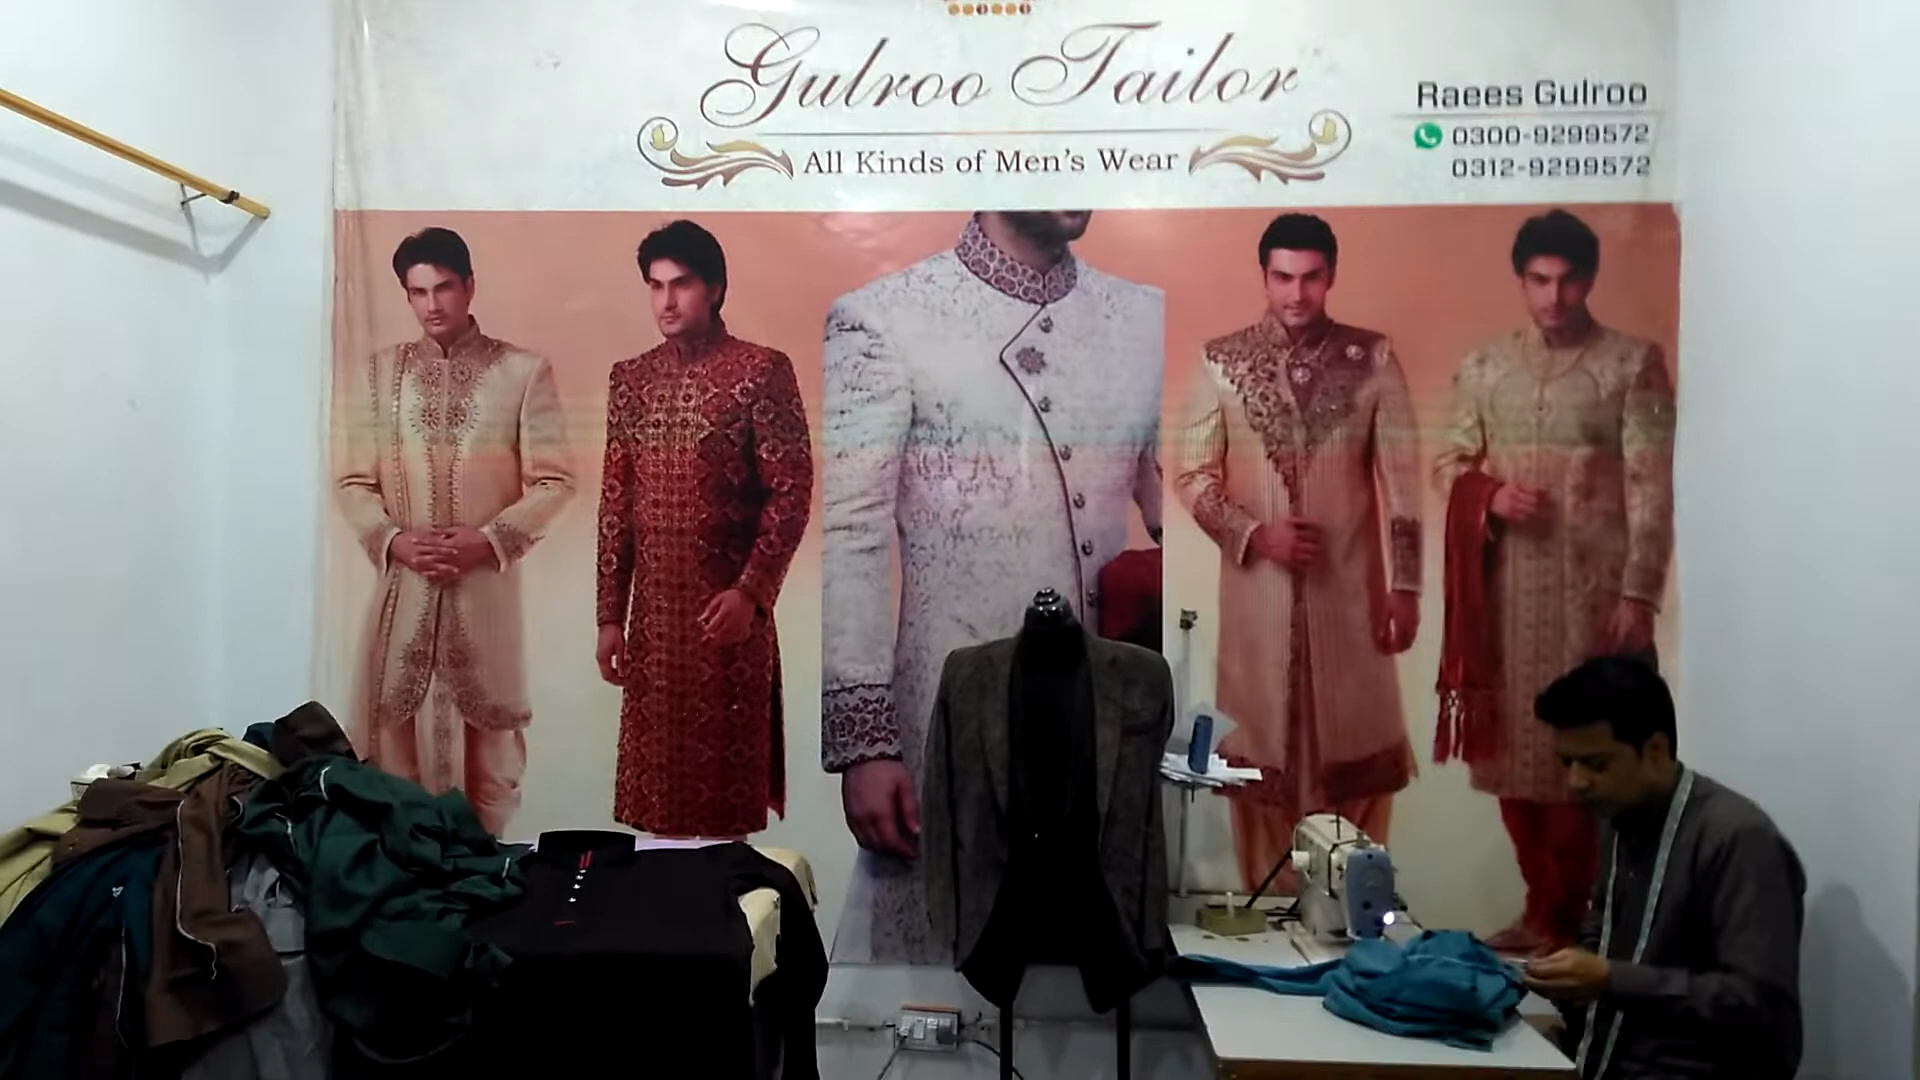 Gulroo Tailor
All Kinds of Men's Wear
Raees Gulroo
0300-9299572
0312-9299572